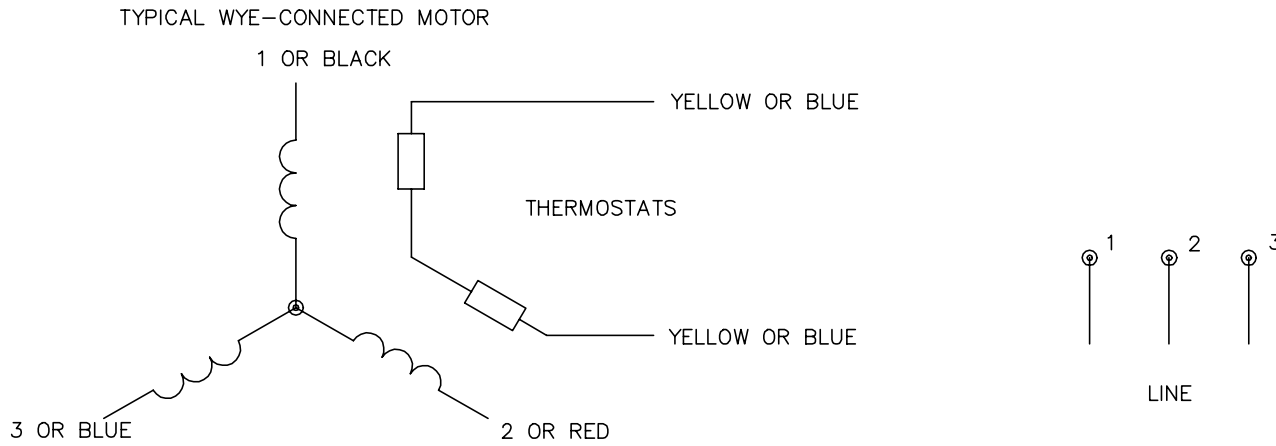 TYPICAL WYE-CONNECTED MOTOR
1 OR BLACK
YELLOW OR BLUE
THERMOSTATS
1
2
3
YELLOW OR BLUE
LINE
3 OR BLUE
2 OR RED